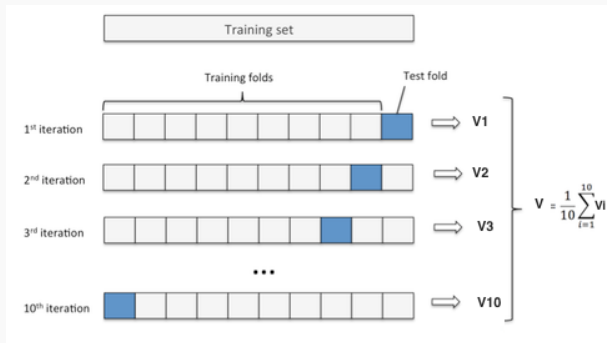 Training set
Training folds
Test fold
1st iteration
V1
2nd iteration
V2
3rd iteration
V3
...
10th iteration
V10
V = 1/10 10 ∑ i=1 Vi